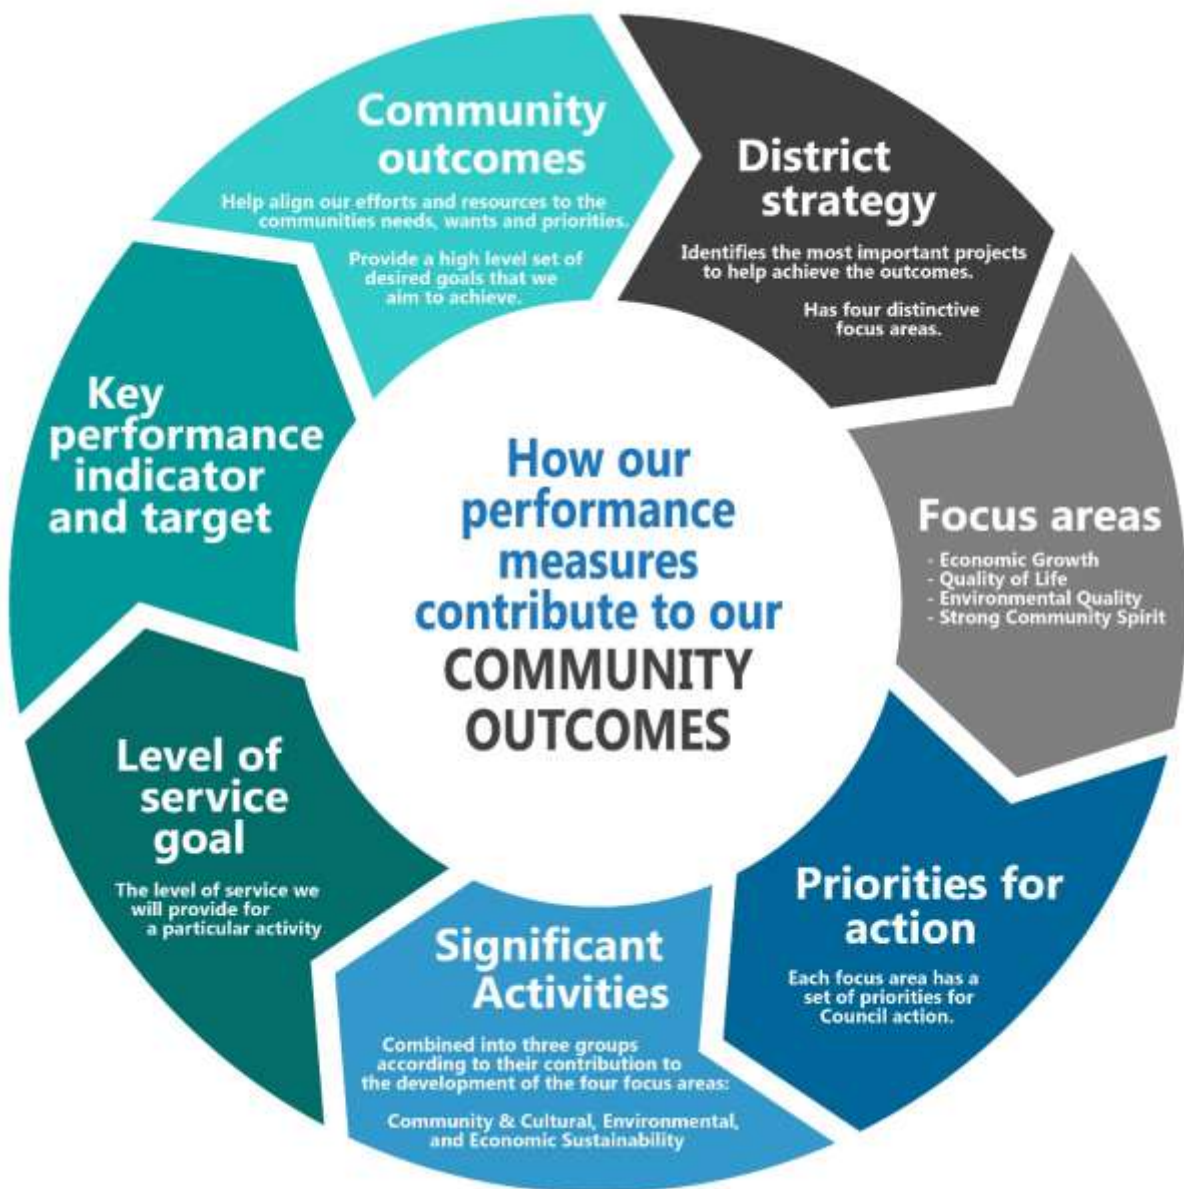 How our
performance
measures
contribute to our
COMMUNITY
OUTCOMES
Community
outcomes
Help align our efforts and resources to the
communities needs, wants and priorities.
Provide a high level set of
desired goals that we
aim to achieve.
District
strategy
Identifies the most important projects
to help achieve the outcomes.
Has four distinctive
focus areas.
Focus areas
- Economic Growth
- Quality of Life
- Environmental Quality
- Strong Community Spirit
Priorities for
action
Each focus area has a
set of priorities for
Council action.
Significant
Activities
Combined into three groups
according to their contribution to
the development of the four focus areas:
Community & Cultural, Environmental,
and Economic Sustainability
Level of
service
goal
The level of service we
will provide for
a particular activity
Key
performance
indicator
and target